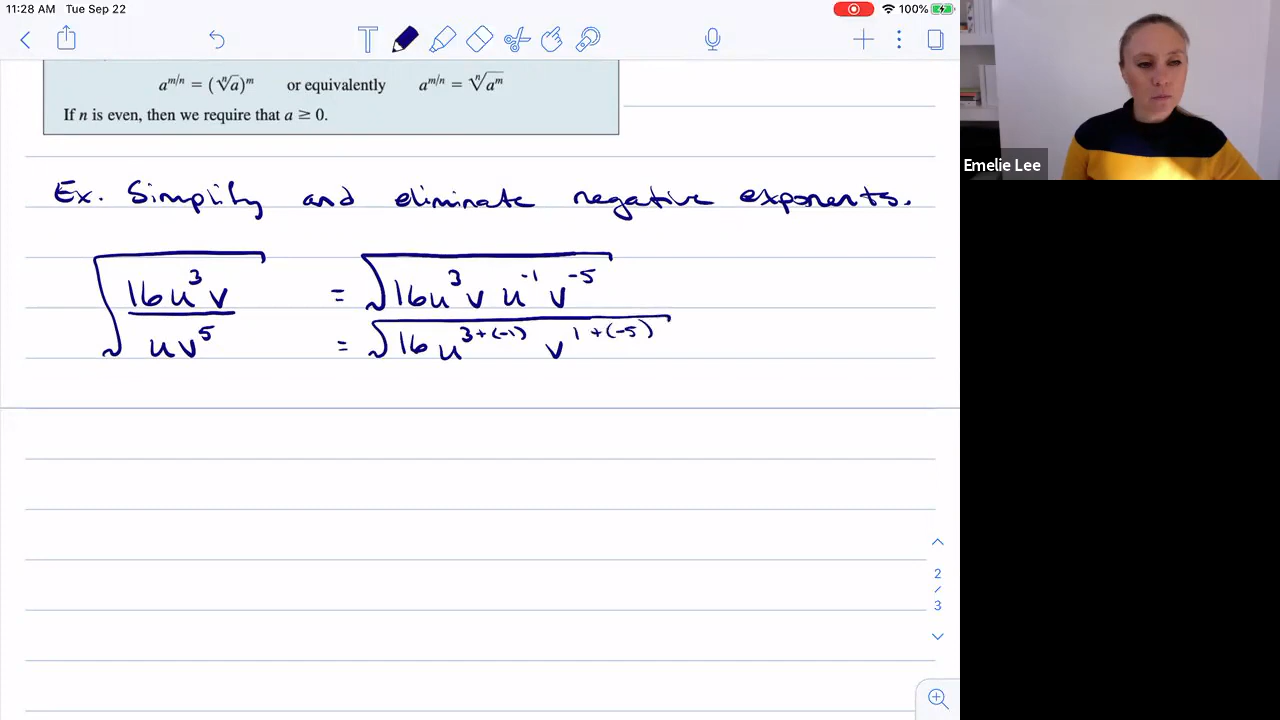 11:28 AM Tue Sep 22
100%
a^{m/n} = (ⁿ√a)^m or equivalently a^{m/n} = ⁿ√a^m
If n is even, then we require that a ≥ 0.
Emelie Lee
Ex. Simplify and eliminate negative exponents.
√(16u³v / uv⁵) = √(16u³v u⁻¹ v⁻⁵)
= √(16u^{3+(-1)} v^{1+(-5)})
2
/
3